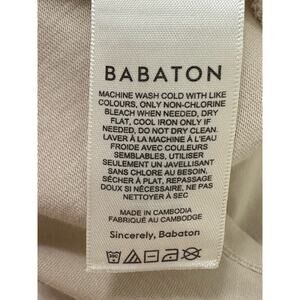 BABATON
MACHINE WASH COLD WITH LIKE
COLOURS, ONLY NON-CHLORINE
BLEACH WHEN NEEDED, DRY
FLAT, COOL IRON ONLY IF
NEEDED, DO NOT DRY CLEAN.
LAVER À LA MACHINE À L'EAU
FROIDE AVEC COULEURS
SEMBLABLES, UTILISER
SEULEMENT UN JAVELLISANT
SANS CHLORE AU BESOIN,
SÉCHER À PLAT, REPASSAGE
DOUX SI NÉCESSAIRE, NE PAS
NETTOYER À SEC
MADE IN CAMBODIA
FABRIQUÉ AU CAMBODGE
Sincerely, Babaton